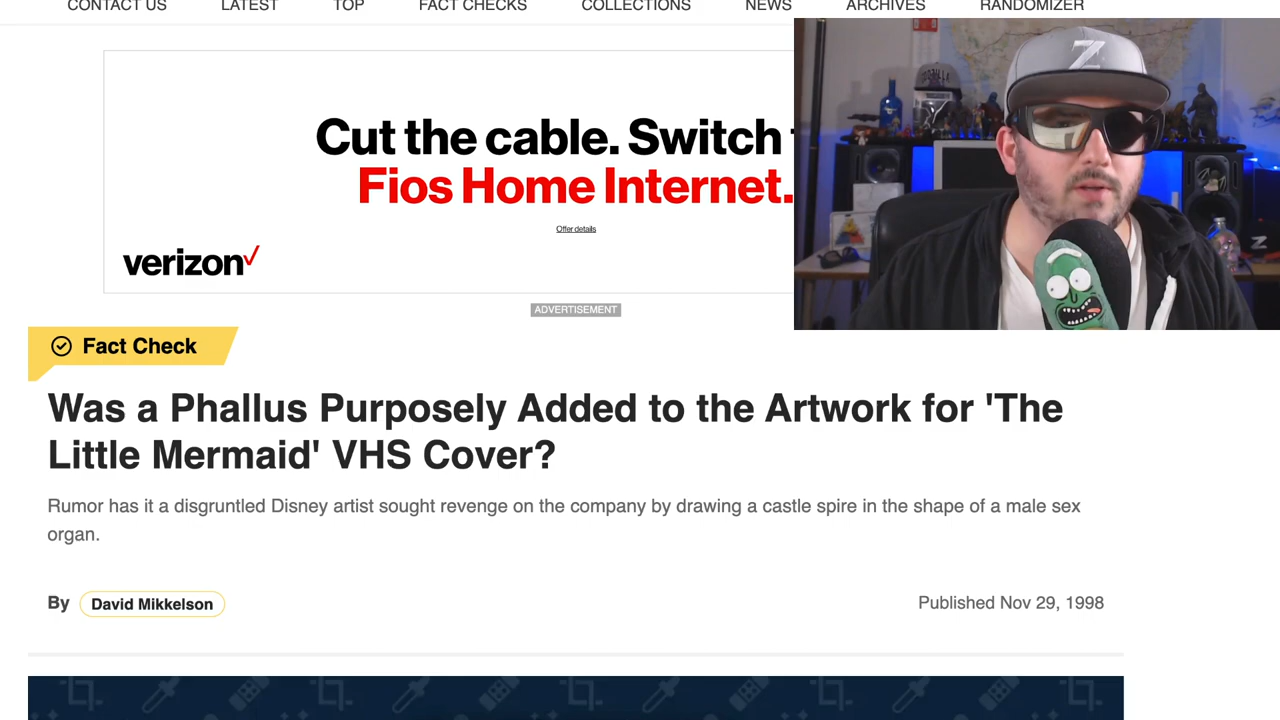 CONTACT US LATEST TOP FACT CHECKS COLLECTIONS NEWS ARCHIVES RANDOMIZER
Cut the cable. Switch
Fios Home Internet.
Offer details
verizon
ADVERTISEMENT
Fact Check
Was a Phallus Purposely Added to the Artwork for 'The
Little Mermaid' VHS Cover?
Rumor has it a disgruntled Disney artist sought revenge on the company by drawing a castle spire in the shape of a male sex
organ.
By David Mikkelson
Published Nov 29, 1998
Z